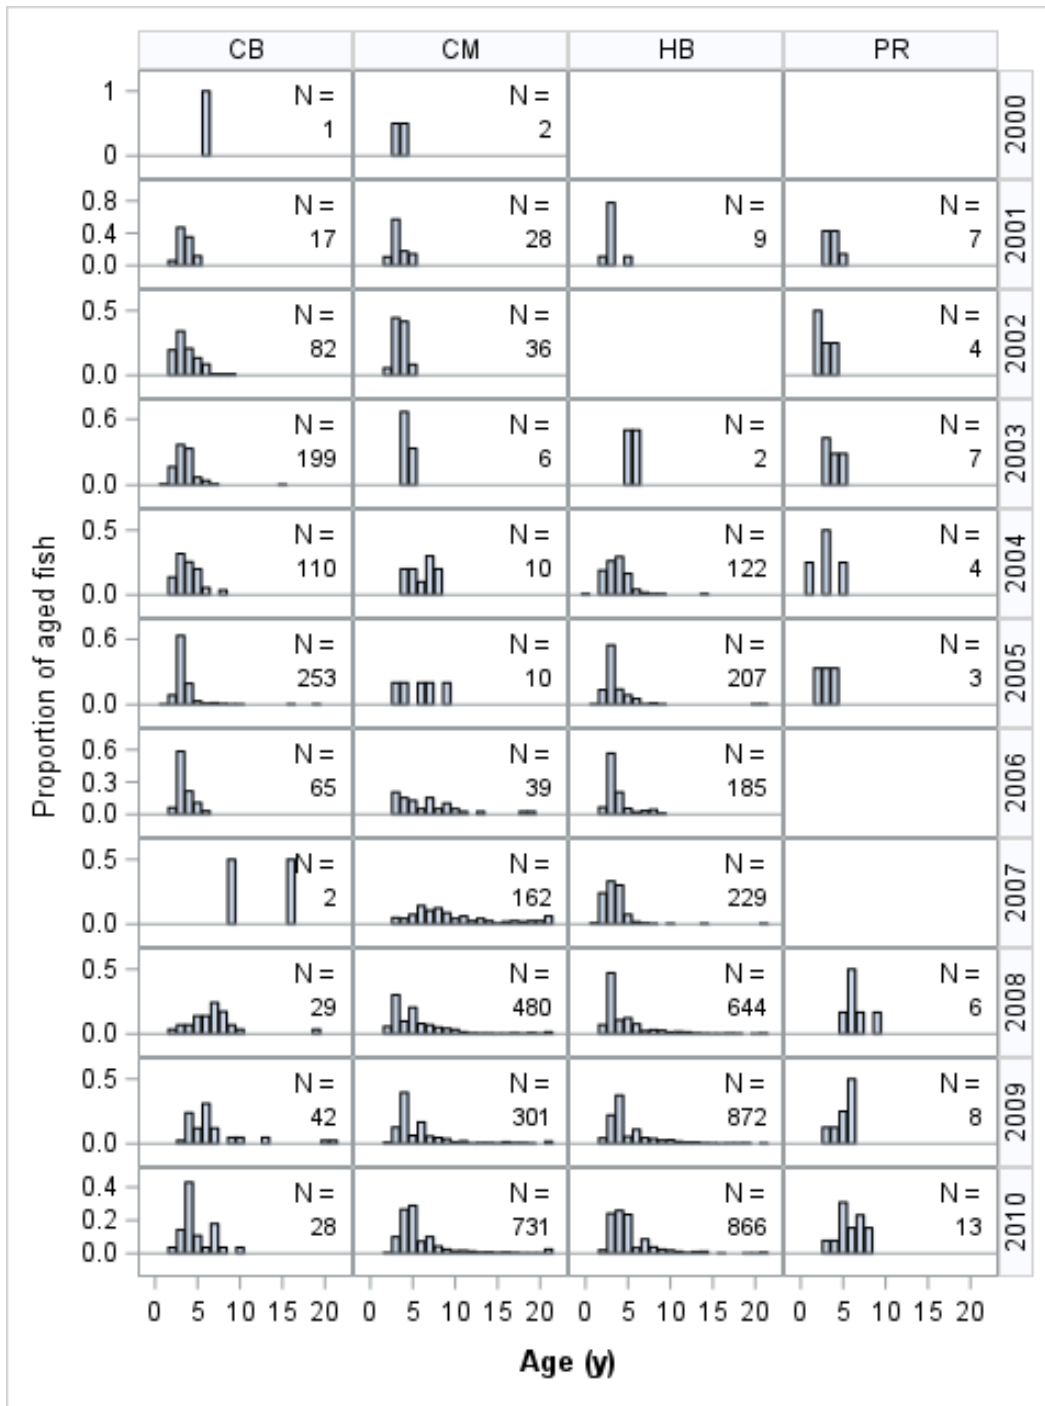 CB CM HB PR
1 N = N =
1 2
0
2000
0.8 N = N = N = N =
0.4 17 28 9 7
0.0
2001
0.5 N = N = N =
82 36 4
0.0
2002
0.6 N = N = N = N =
199 6 2 7
0.0
2003
0.5 N = N = N = N =
110 10 122 4
0.0
2004
0.6 N = N = N = N =
253 10 207 3
0.0
2005
0.6 N = N = N =
0.3 65 39 185
0.0
2006
0.5 N = N = N =
2 162 229
0.0
2007
0.5 N = N = N = N =
29 480 644 6
0.0
2008
0.5 N = N = N = N =
42 301 872 8
0.0
2009
0.4 N = N = N = N =
0.2 28 731 866 13
0.0
2010
Proportion of aged fish
0 5 10 15 20 0 5 10 15 20 0 5 10 15 20 0 5 10 15 20
Age (y)